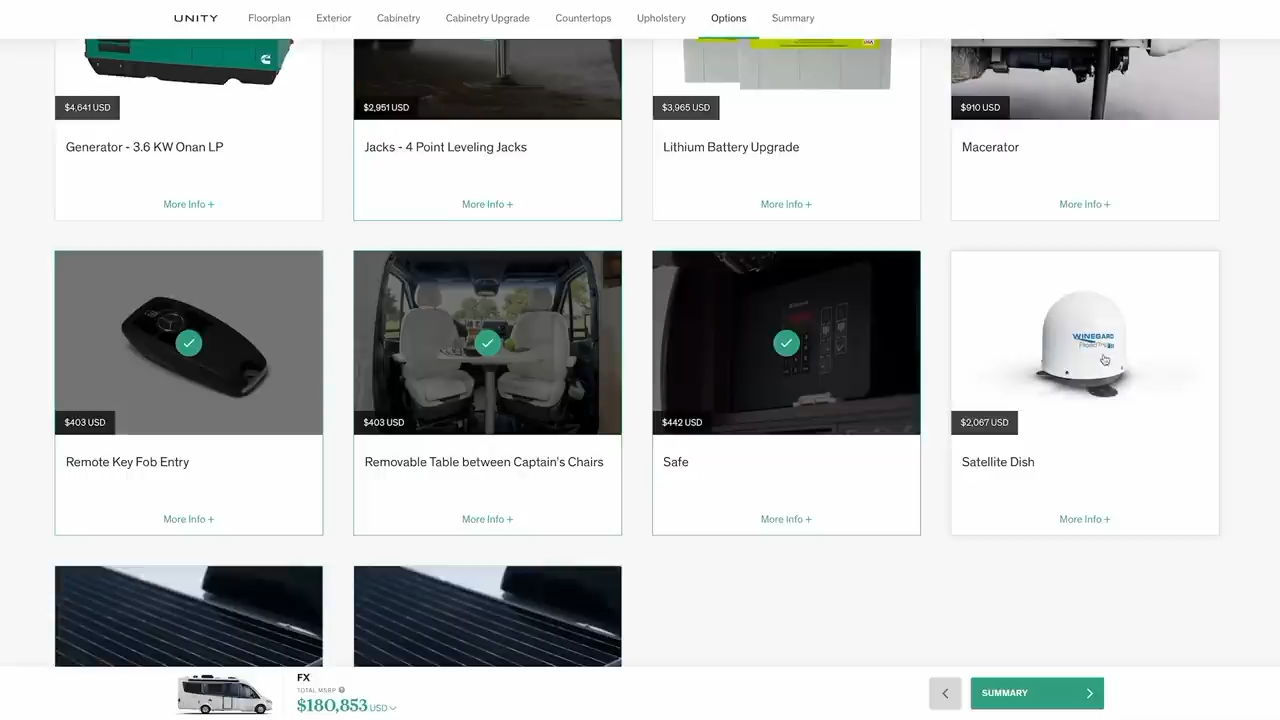 UNITY
Floorplan
Exterior
Cabinetry
Cabinetry Upgrade
Countertops
Upholstery
Options
Summary
$4,641 USD
$2,951 USD
$3,965 USD
$910 USD
Generator - 3.6 KW Onan LP
Jacks - 4 Point Leveling Jacks
Lithium Battery Upgrade
Macerator
More Info +
More Info +
More Info +
More Info +
WINEGARD
$403 USD
$403 USD
$442 USD
$2,067 USD
Remote Key Fob Entry
Removable Table between Captain's Chairs
Safe
Satellite Dish
More Info +
More Info +
More Info +
More Info +
FX
TOTAL MSRP
$180,853 USD
SUMMARY